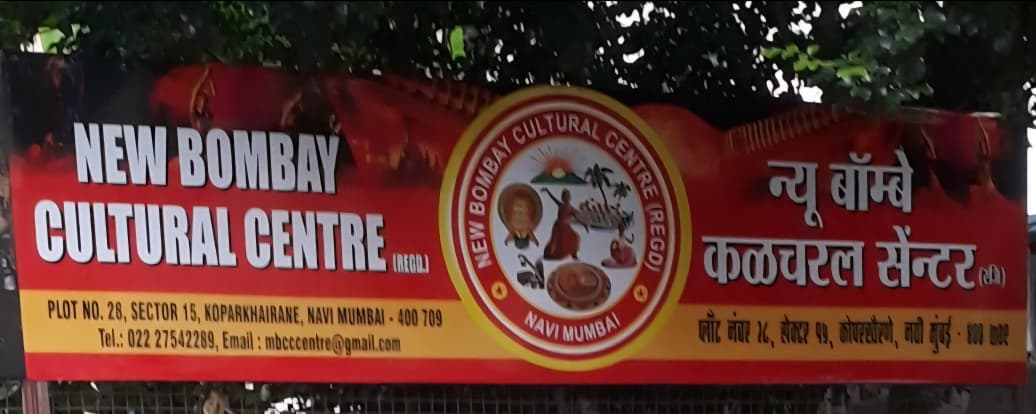 NEW BOMBAY
CULTURAL CENTRE (REGD.)
PLOT NO. 28, SECTOR 15, KOPARKHAIRANE, NAVI MUMBAI - 400 709
Tel.: 022 27542289, Email : mbcccentre@gmail.com
NEW BOMBAY CULTURAL CENTRE (REGD)
NAVI MUMBAI
न्यू बॉम्बे
कळचरल सेंन्टर (रजि)
प्लॉट नंबर २८, सेक्टर १५, कोपरखैरणे, नवी मुंबई - ४०० ७०९